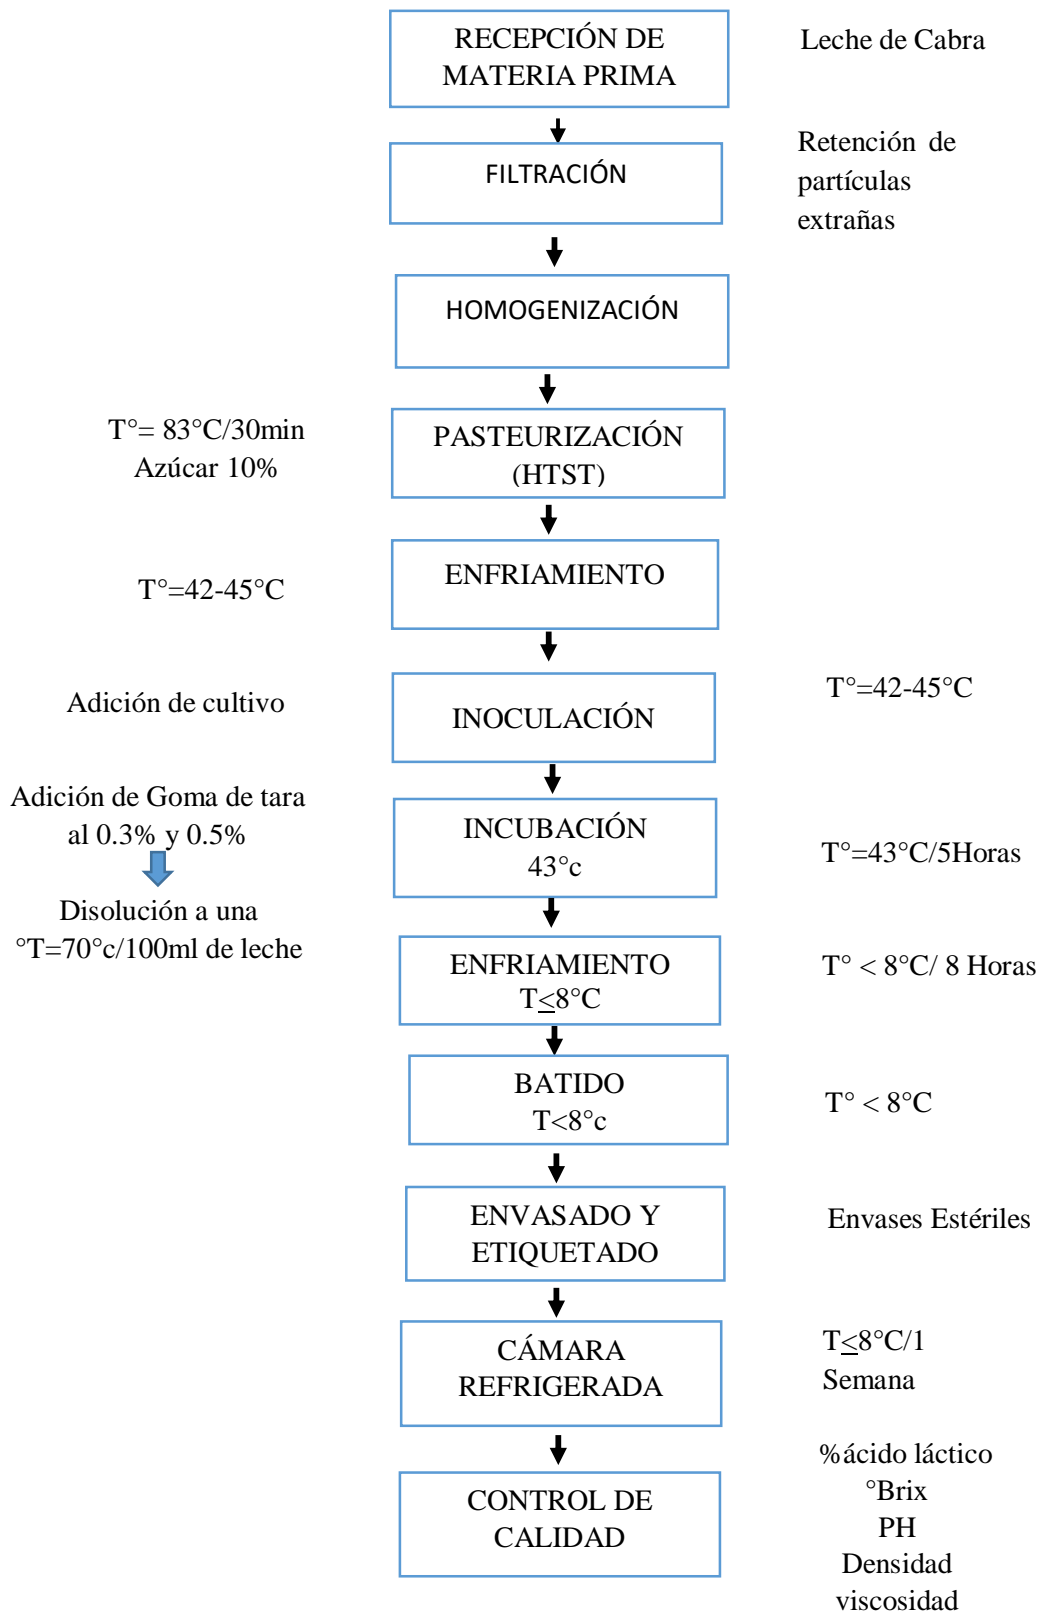 RECEPCIÓN DE
MATERIA PRIMA
Leche de Cabra
FILTRACIÓN
Retención de
partículas
extrañas
HOMOGENIZACIÓN
T°= 83°C/30min
Azúcar 10%
PASTEURIZACIÓN
(HTST)
T°=42-45°C
ENFRIAMIENTO
Adición de cultivo
INOCULACIÓN
T°=42-45°C
Adición de Goma de tara
al 0.3% y 0.5%
Disolución a una
°T=70°c/100ml de leche
INCUBACIÓN
43°c
T°=43°C/5Horas
ENFRIAMIENTO
T≤8°C
T° < 8°C/ 8 Horas
BATIDO
T<8°c
T° < 8°C
ENVASADO Y
ETIQUETADO
Envases Estériles
CÁMARA
REFRIGERADA
T≤8°C/1
Semana
CONTROL DE
CALIDAD
%ácido láctico
°Brix
PH
Densidad
viscosidad